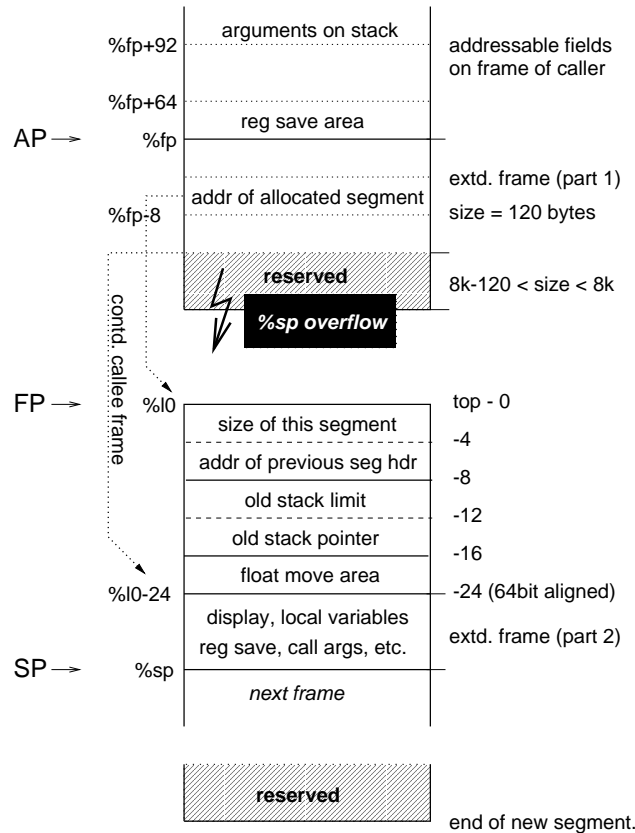 arguments on stack
%fp+92
addressable fields
on frame of caller
%fp+64
reg save area
AP
%fp
extd. frame (part 1)
addr of allocated segment
%fp-8
size = 120 bytes
reserved
8k-120 < size < 8k
%sp overflow
contd. callee frame
FP
%l0
top - 0
size of this segment
-4
addr of previous seg hdr
-8
old stack limit
-12
old stack pointer
-16
float move area
%l0-24
-24 (64bit aligned)
display, local variables
reg save, call args, etc.
extd. frame (part 2)
SP
%sp
next frame
reserved
end of new segment.